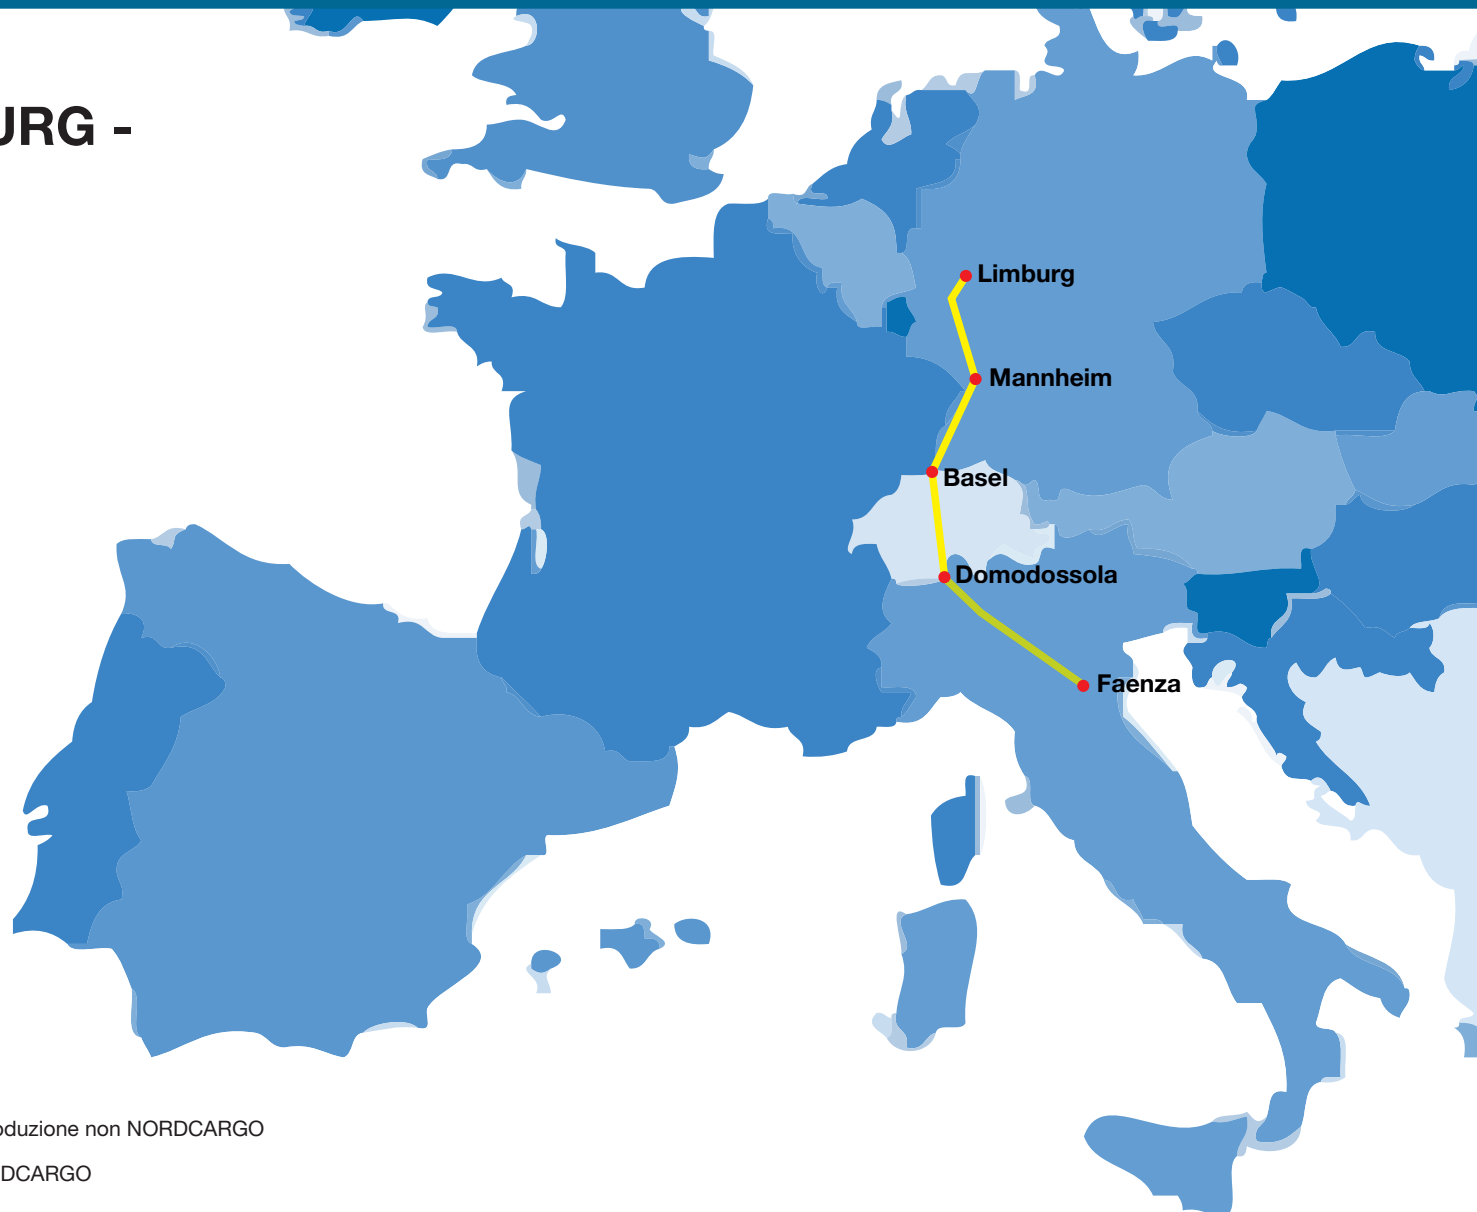 URG -
Limburg
Mannheim
Basel
Domodossola
Faenza
oduzione non NORDCARGO
DCARGO